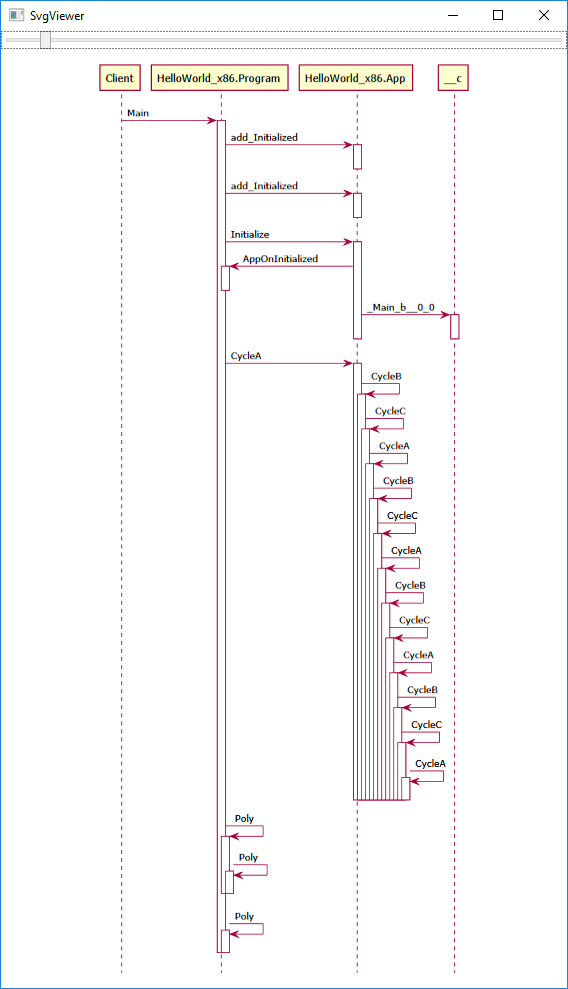 SvgViewer
Client
HelloWorld_x86.Program
HelloWorld_x86.App
__c
Main
add_Initialized
add_Initialized
Initialize
AppOnInitialized
_Main_b__0_0
CycleA
CycleB
CycleC
CycleA
CycleB
CycleC
CycleA
CycleB
CycleC
CycleA
CycleB
CycleC
CycleA
Poly
Poly
Poly